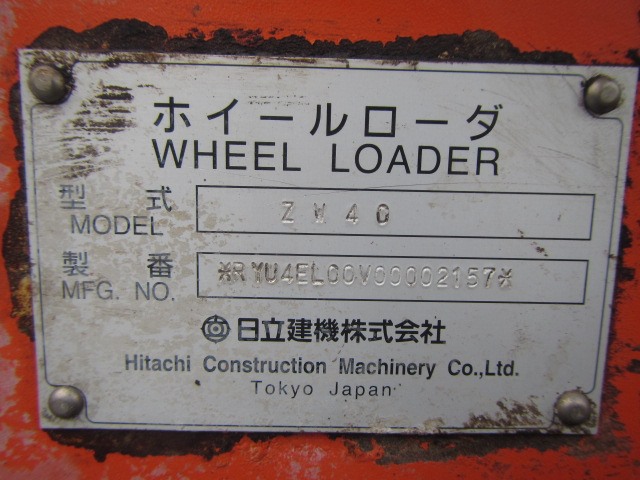 ホイールローダ
WHEEL LOADER
型式 ZW40
MODEL
製番 *RYU4EL00V00002157*
MFG. NO.
日立建機株式会社
Hitachi Construction Machinery Co.,Ltd.
Tokyo Japan